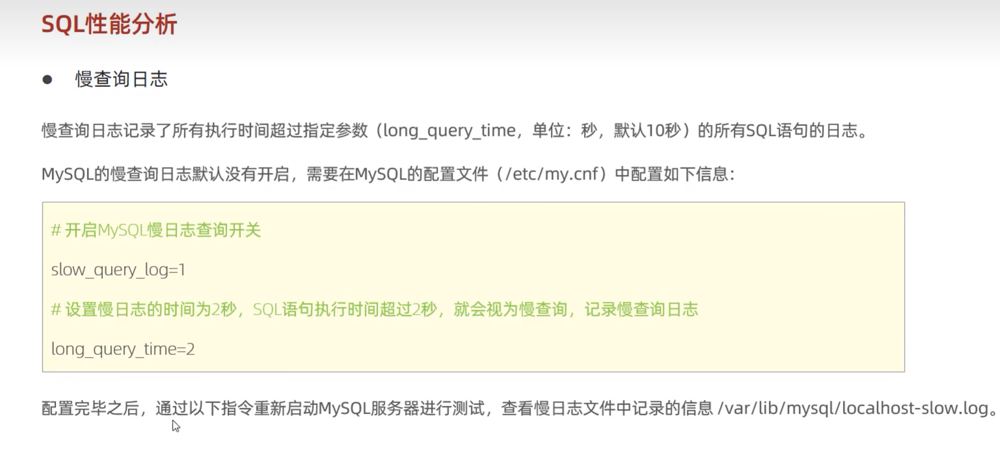 SQL性能分析
● 慢查询日志
慢查询日志记录了所有执行时间超过指定参数（long_query_time，单位：秒，默认10秒）的所有SQL语句的日志。
MySQL的慢查询日志默认没有开启，需要在MySQL的配置文件（/etc/my.cnf）中配置如下信息：
# 开启MySQL慢日志查询开关
slow_query_log=1
# 设置慢日志的时间为2秒，SQL语句执行时间超过2秒，就会视为慢查询，记录慢查询日志
long_query_time=2
配置完毕之后，通过以下指令重新启动MySQL服务器进行测试，查看慢日志文件中记录的信息 /var/lib/mysql/localhost-slow.log。